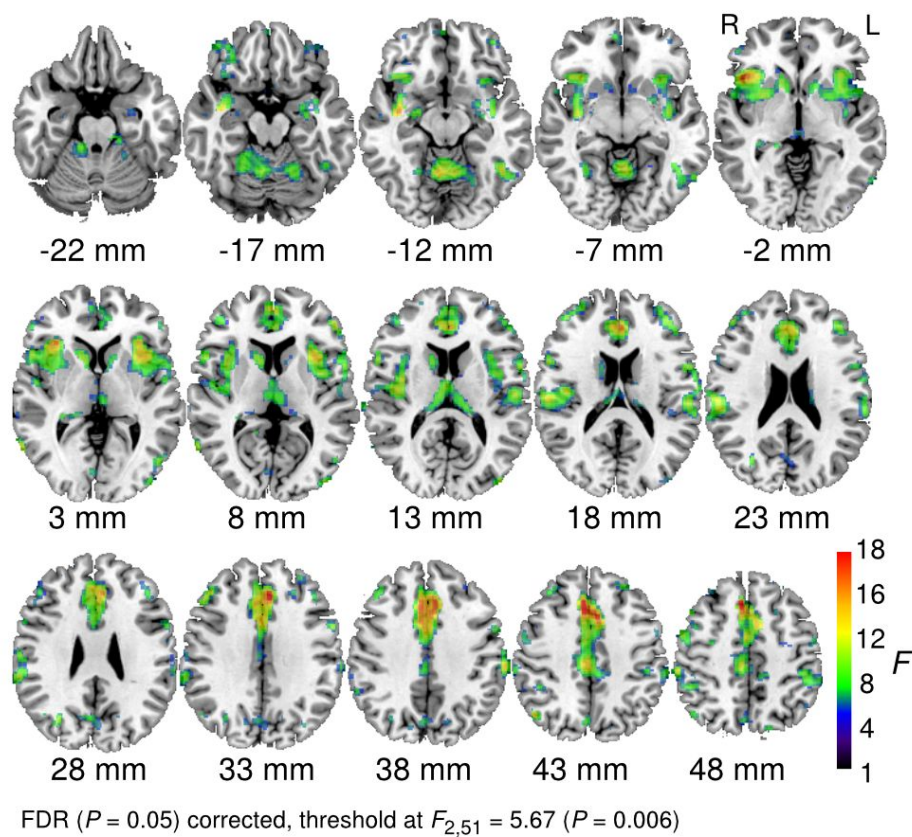 R L
-22 mm -17 mm -12 mm -7 mm -2 mm
3 mm 8 mm 13 mm 18 mm 23 mm
18
16
12
F
8
4
1
28 mm 33 mm 38 mm 43 mm 48 mm
FDR (P = 0.05) corrected, threshold at F2,51 = 5.67 (P = 0.006)